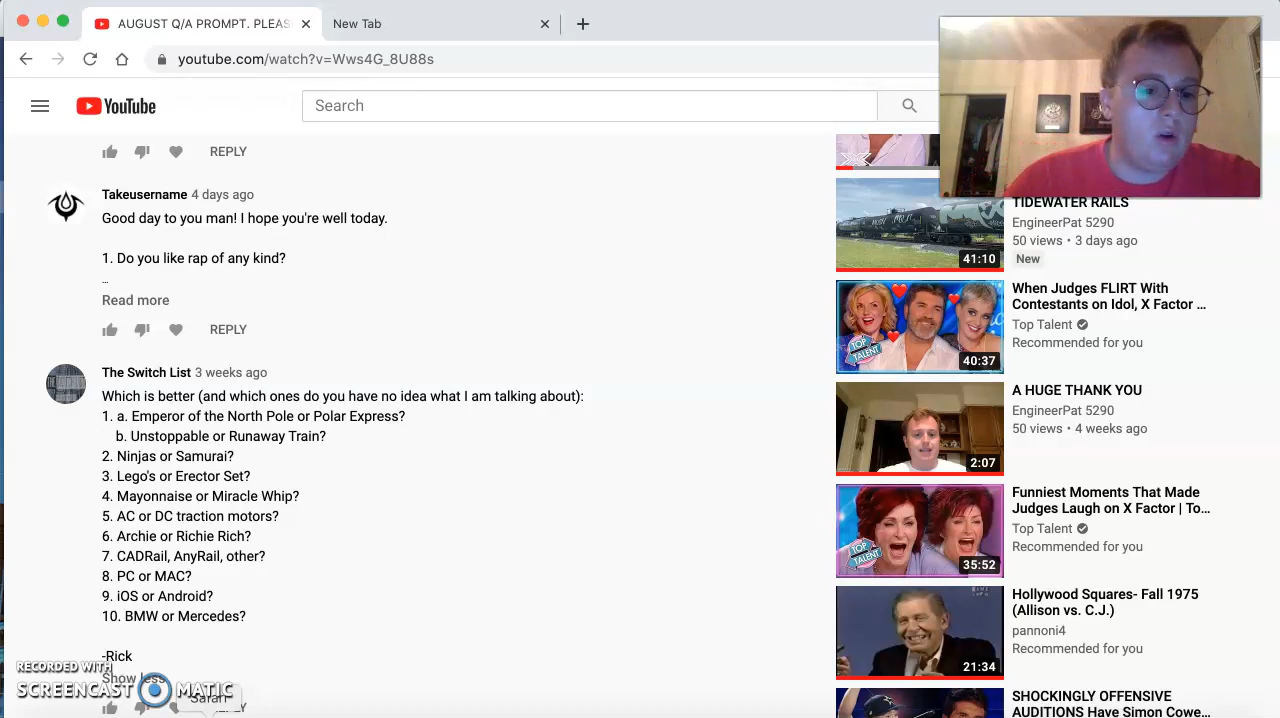 AUGUST Q/A PROMPT. PLEAS
New Tab
youtube.com/watch?v=Wws4G_8U88s
YouTube
Search
REPLY
Takeusername 4 days ago
Good day to you man! I hope you're well today.
1. Do you like rap of any kind?
...
Read more
REPLY
The Switch List 3 weeks ago
Which is better (and which ones do you have no idea what I am talking about):
1. a. Emperor of the North Pole or Polar Express?
b. Unstoppable or Runaway Train?
2. Ninjas or Samurai?
3. Lego's or Erector Set?
4. Mayonnaise or Miracle Whip?
5. AC or DC traction motors?
6. Archie or Richie Rich?
7. CADRail, AnyRail, other?
8. PC or MAC?
9. iOS or Android?
10. BMW or Mercedes?
-Rick
Show less
REPLY
RECORDED WITH
SCREENCAST MATIC
Safari
TIDEWATER RAILS
EngineerPat 5290
50 views • 3 days ago
New
41:10
When Judges FLIRT With
Contestants on Idol, X Factor ...
Top Talent
Recommended for you
TOP TALENT
40:37
A HUGE THANK YOU
EngineerPat 5290
50 views • 4 weeks ago
2:07
Funniest Moments That Made
Judges Laugh on X Factor | To...
Top Talent
Recommended for you
TOP TALENT
35:52
Hollywood Squares- Fall 1975
(Allison vs. C.J.)
pannoni4
Recommended for you
21:34
SHOCKINGLY OFFENSIVE
AUDITIONS Have Simon Cowe...